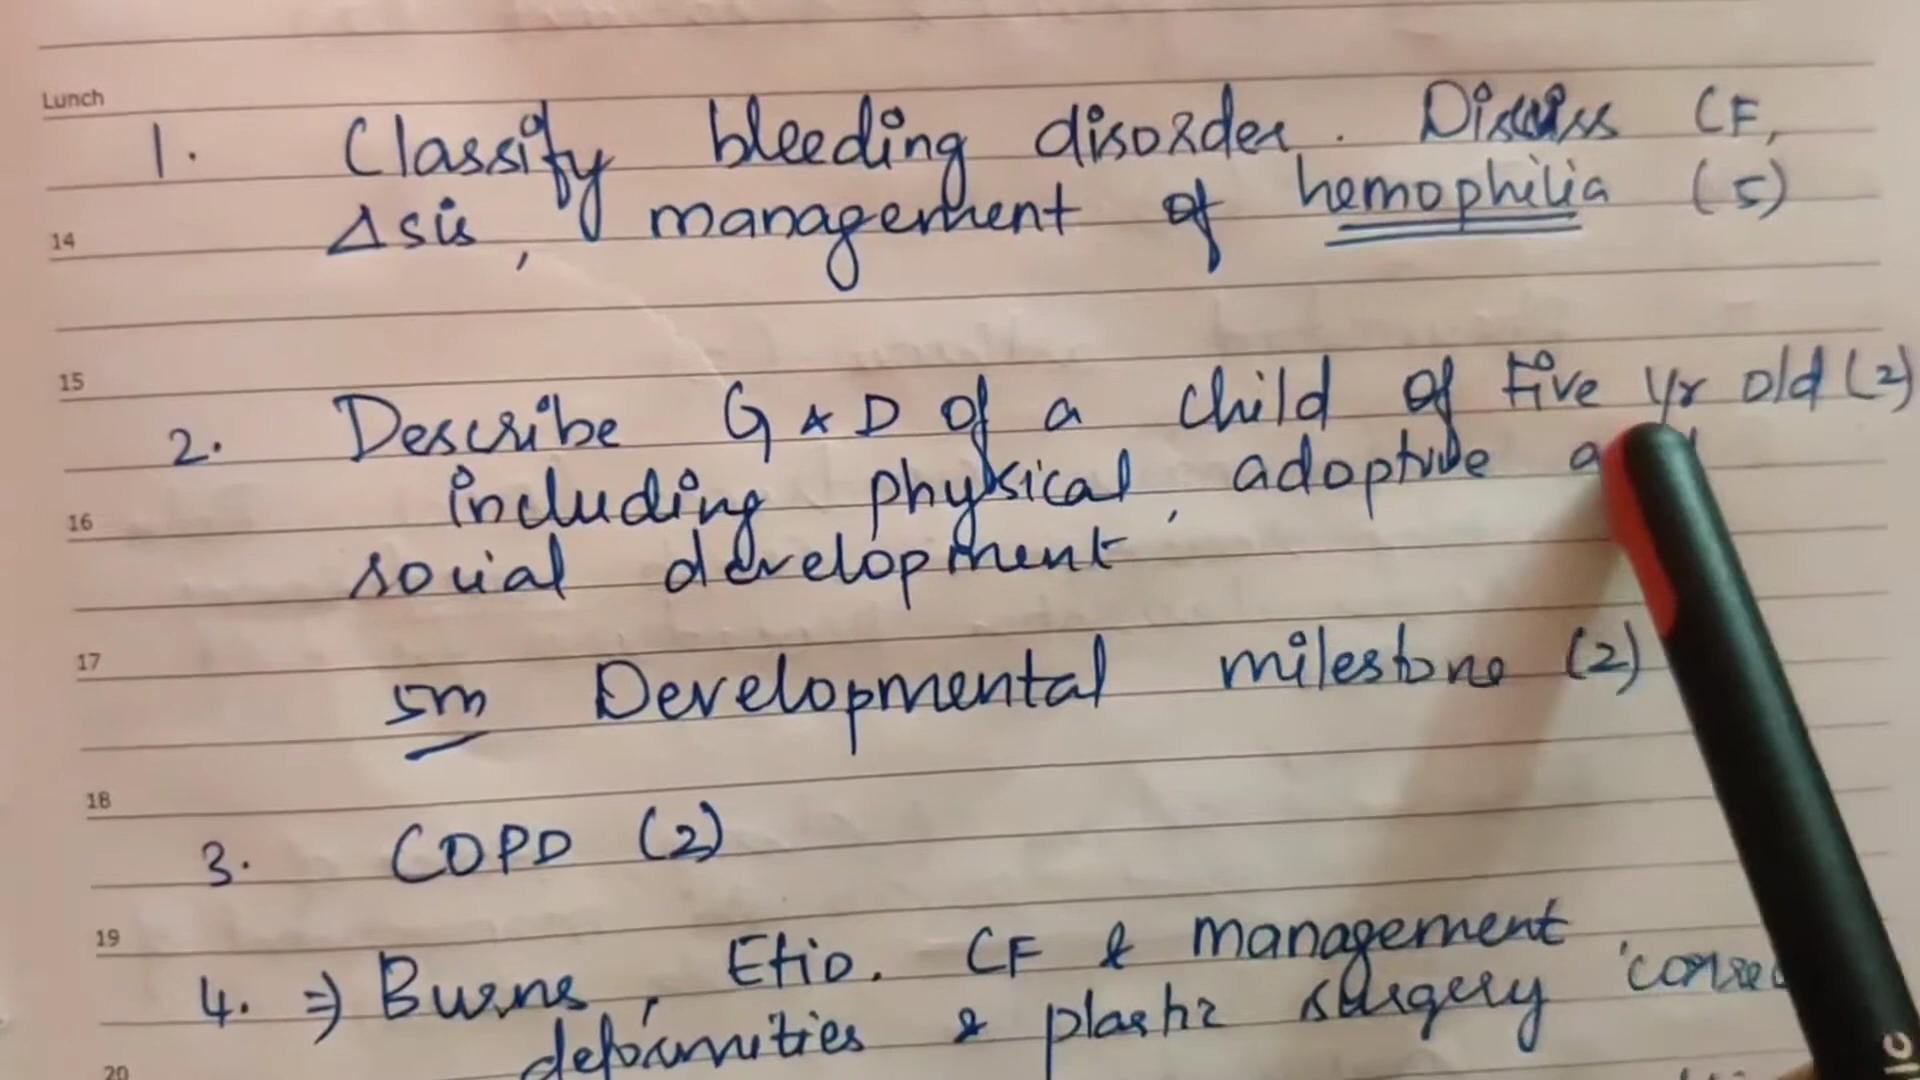 Lunch
1. Classify bleeding disorder. Discuss CF,
14 Δsis, management of hemophilia (5)
15
2. Describe G & D of a child of Five yr old (2)
16 including physical, adoptive
social development
17
5m Developmental milestone (2)
18
3. COPD (2)
19
4. ⇒ Burns, Etio. CF & management
deformities & plastic surgery
20